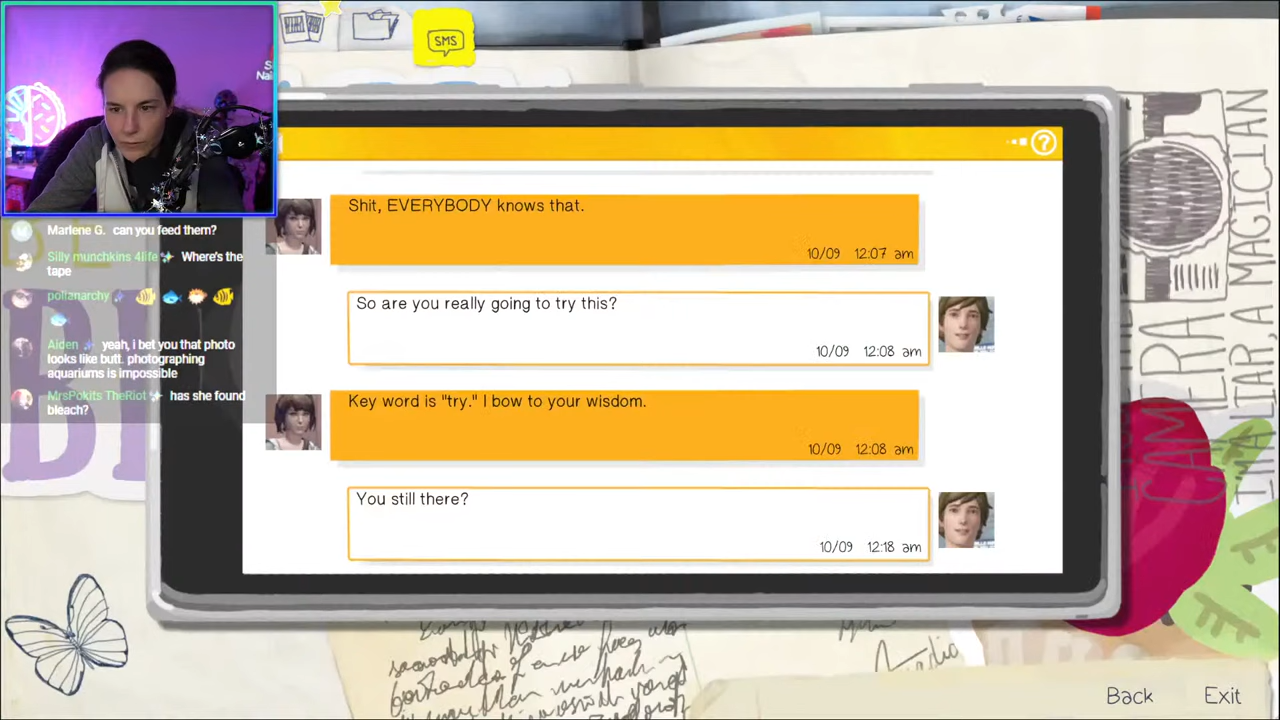 SMS
?
Shit, EVERYBODY knows that.
10/09 12:07 am
So are you really going to try this?
10/09 12:08 am
Key word is "try." I bow to your wisdom.
10/09 12:08 am
You still there?
10/09 12:18 am
M Marlene G. can you feed them?
Silly munchkins 4life Where's the
tape
pollanarchy
Aiden yeah, i bet you that photo
looks like butt. photographing
aquariums is impossible
MrsPokits TheRiot has she found
bleach?
CAMERA
MAGICIAN
Back
Exit